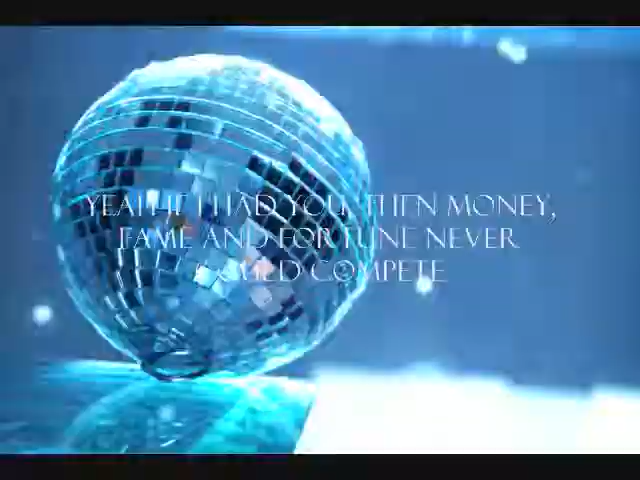 YEAH IF I HAD YOU, THEN MONEY,
FAME AND FORTUNE NEVER
COULD COMPETE